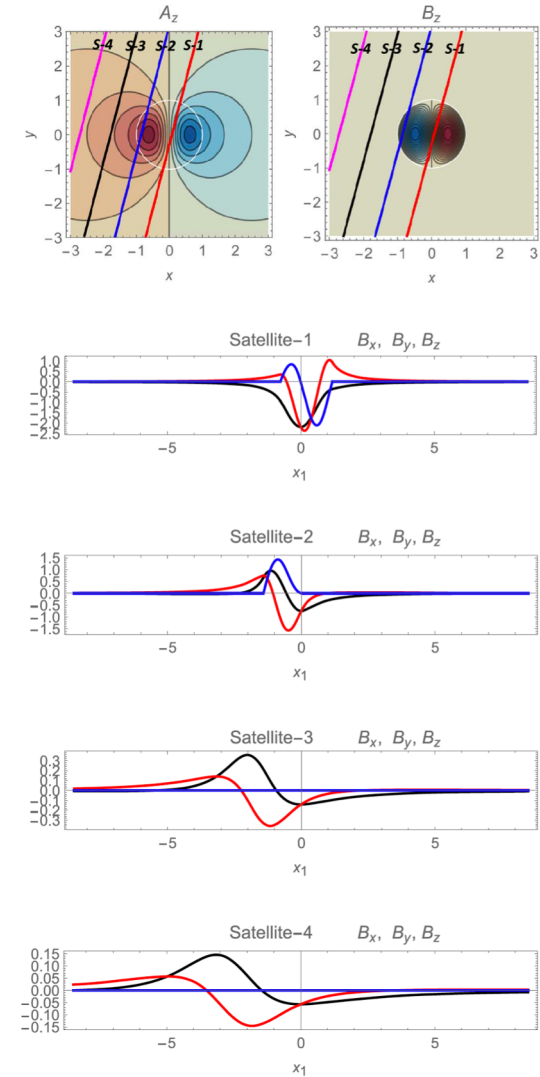 A_z B_z
3 S-4 S-3 S-2 S-1 3 S-4 S-3 S-2 S-1
2 2
1 1
y 0 y 0
−1 −1
−2 −2
−3 −3
−3 −2 −1 0 1 2 3 −3 −2 −1 0 1 2 3
x x
Satellite−1 B_x, B_y, B_z
1.0
0.5
0.0
−0.5
−1.0
−1.5
−2.0
−2.5
−5 0 5
x_1
Satellite−2 B_x, B_y, B_z
1.5
1.0
0.5
0.0
−0.5
−1.0
−1.5
−5 0 5
x_1
Satellite−3 B_x, B_y, B_z
0.3
0.2
0.1
0.0
−0.1
−0.2
−0.3
−5 0 5
x_1
Satellite−4 B_x, B_y, B_z
0.15
0.10
0.05
0.00
−0.05
−0.10
−0.15
−5 0 5
x_1